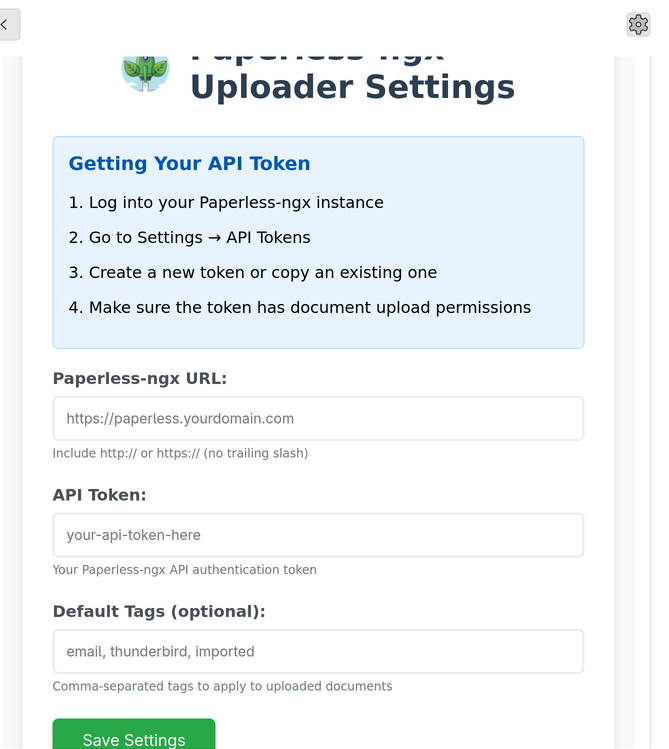 Paperless-ngx
Uploader Settings
Getting Your API Token
1. Log into your Paperless-ngx instance
2. Go to Settings → API Tokens
3. Create a new token or copy an existing one
4. Make sure the token has document upload permissions
Paperless-ngx URL:
https://paperless.yourdomain.com
Include http:// or https:// (no trailing slash)
API Token:
your-api-token-here
Your Paperless-ngx API authentication token
Default Tags (optional):
email, thunderbird, imported
Comma-separated tags to apply to uploaded documents
Save Settings